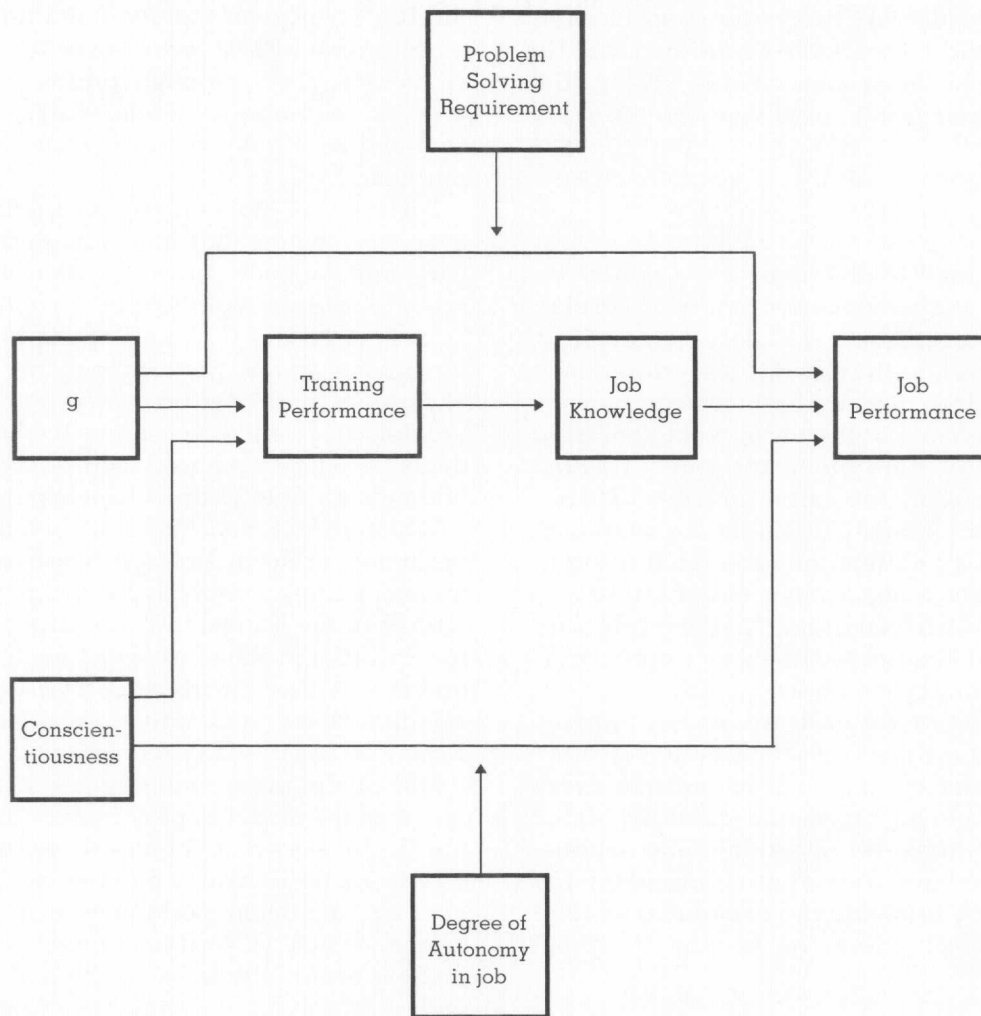 Problem
Solving
Requirement
g
Training
Performance
Job
Knowledge
Job
Performance
Conscien-
tiousness
Degree of
Autonomy
in job